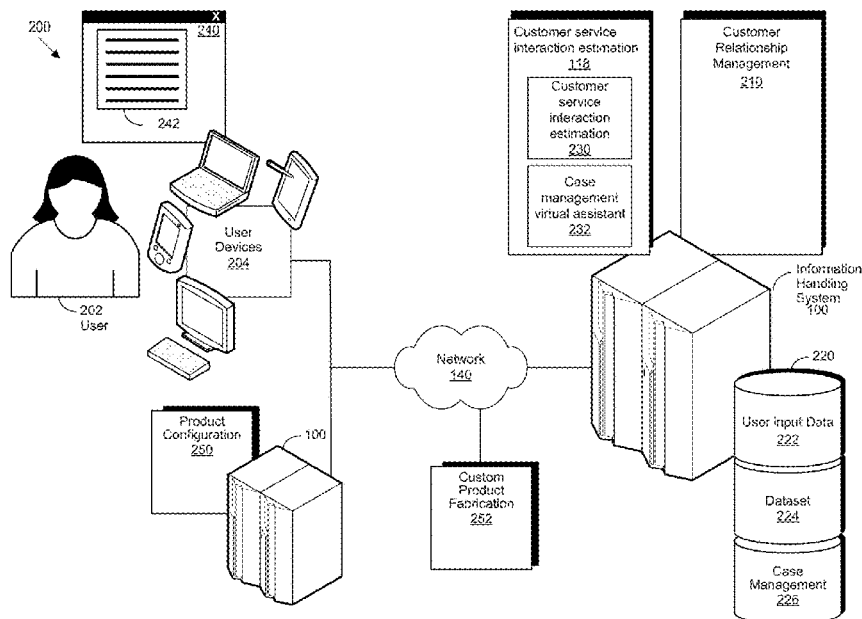 200
X
240
242
202
User
User
Devices
204
Customer service
interaction estimation
118
Customer
service
interaction
estimation
230
Case
management
virtual assistant
232
Customer
Relationship
Management
210
Information
Handling
System
100
Network
140
Product
Configuration
250
100
Custom
Product
Fabrication
252
220
User Input Data
222
Dataset
224
Case
Management
226